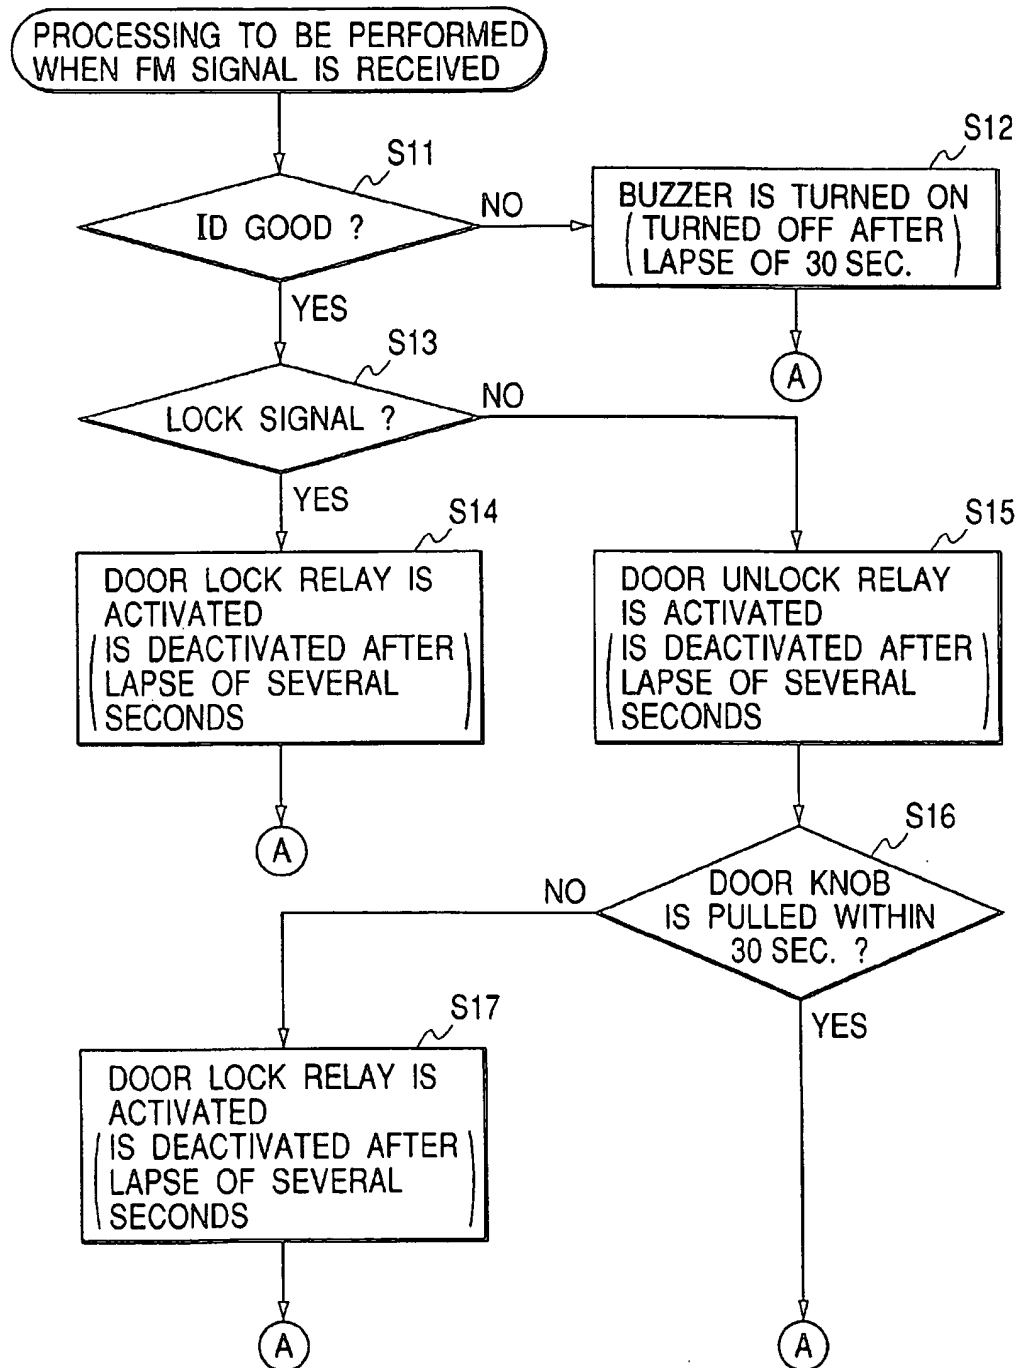 PROCESSING TO BE PERFORMED
WHEN FM SIGNAL IS RECEIVED
S11
ID GOOD ?
NO
YES
S12
BUZZER IS TURNED ON
( TURNED OFF AFTER
LAPSE OF 30 SEC. )
A
S13
LOCK SIGNAL ?
NO
YES
S14
DOOR LOCK RELAY IS
ACTIVATED
( IS DEACTIVATED AFTER
LAPSE OF SEVERAL
SECONDS )
A
S15
DOOR UNLOCK RELAY
IS ACTIVATED
( IS DEACTIVATED AFTER
LAPSE OF SEVERAL
SECONDS )
S16
DOOR KNOB
IS PULLED WITHIN
30 SEC. ?
NO
YES
S17
DOOR LOCK RELAY IS
ACTIVATED
( IS DEACTIVATED AFTER
LAPSE OF SEVERAL
SECONDS )
A
A